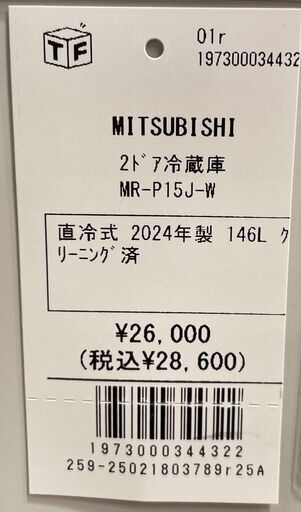 TF
01r
197300034432
MITSUBISHI
2ﾄﾞｱ冷蔵庫
MR-P15J-W
直冷式 2024年製 146L ｸ
ﾘｰﾆﾝｸﾞ済
¥26,000
(税込¥28,600)
1973000344322
259-25021803789r25A